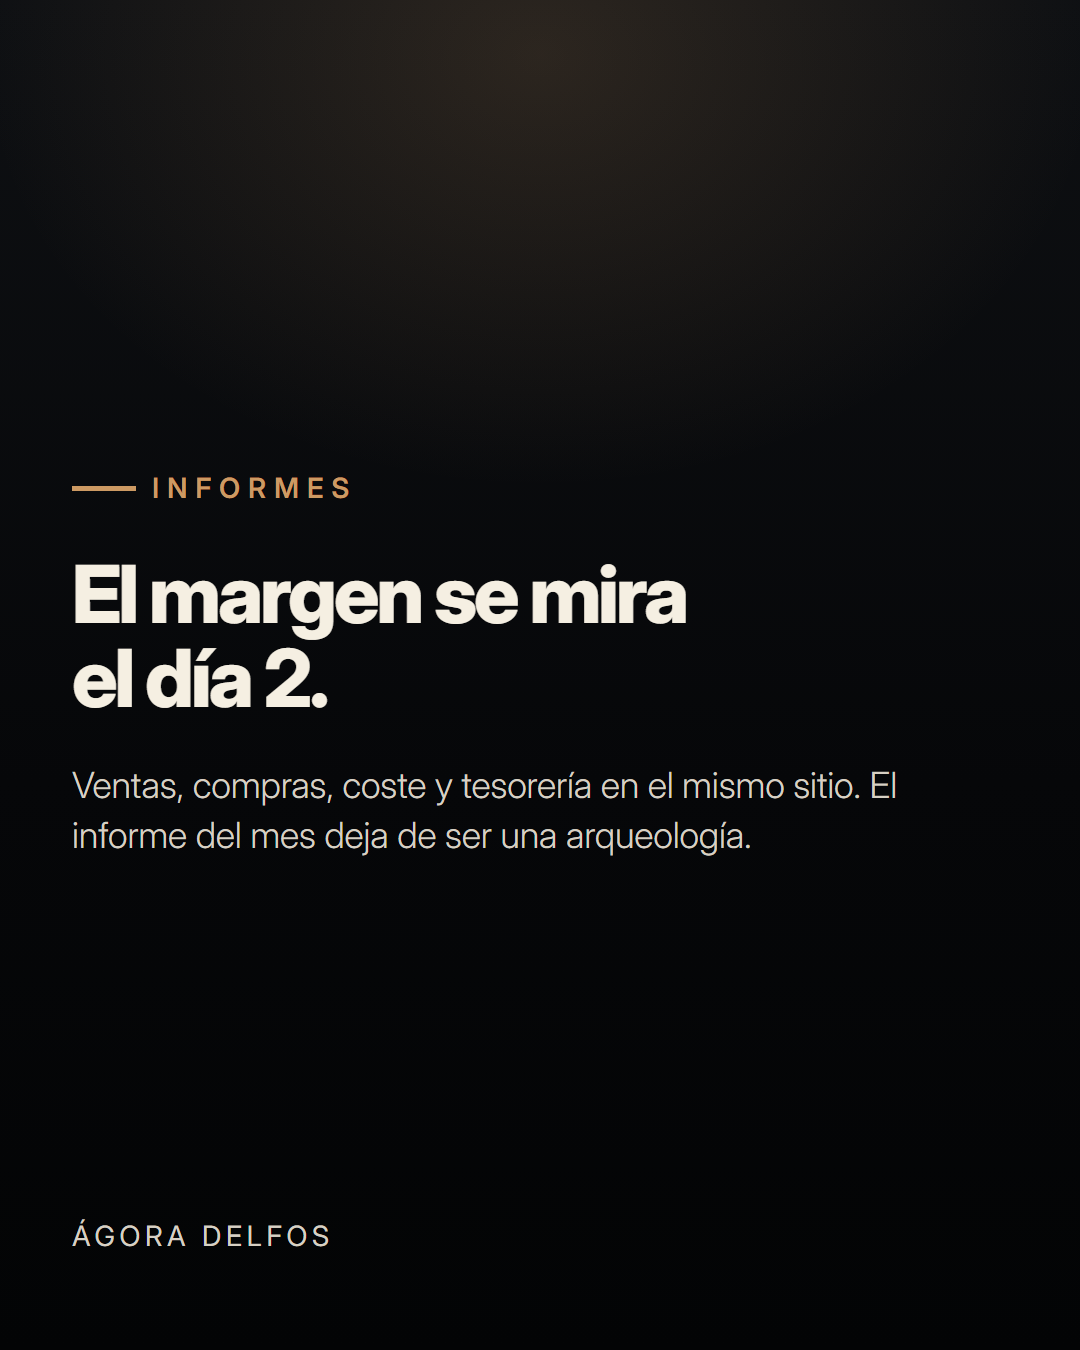 INFORMES
El margen se mira
el día 2.
Ventas, compras, coste y tesorería en el mismo sitio. El
informe del mes deja de ser una arqueología.
ÁGORA DELFOS